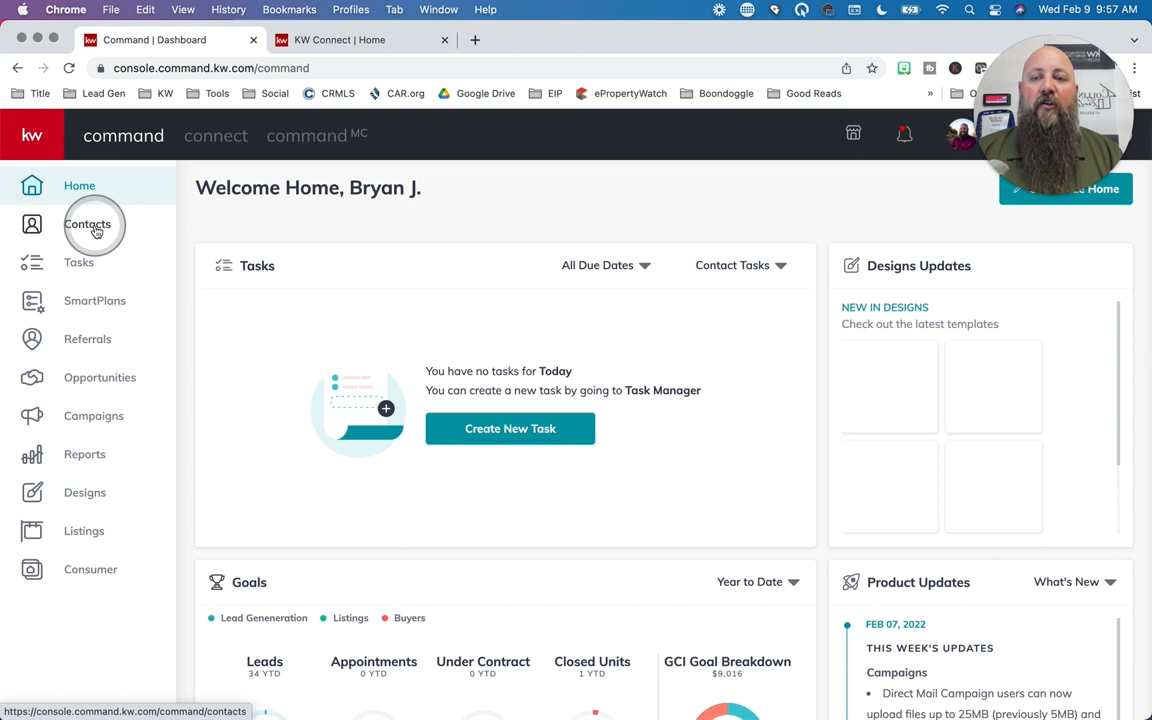 Chrome File Edit View History Bookmarks Profiles Tab Window Help Wed Feb 9 9:57 AM
Command | Dashboard KW Connect | Home
console.command.kw.com/command
Title Lead Gen KW Tools Social CRMLS CAR.org Google Drive EIP ePropertyWatch Boondoggle Good Reads »
kw command connect command MC
Home
Contacts
Tasks
SmartPlans
Referrals
Opportunities
Campaigns
Reports
Designs
Listings
Consumer
Welcome Home, Bryan J.
Home
Tasks All Due Dates Contact Tasks
You have no tasks for Today
You can create a new task by going to Task Manager
Create New Task
Designs Updates
NEW IN DESIGNS
Check out the latest templates
Goals Year to Date
Lead Geneneration Listings Buyers
Leads Appointments Under Contract Closed Units GCI Goal Breakdown
34 YTD 0 YTD 0 YTD 1 YTD $9,016
Product Updates What's New
FEB 07, 2022
THIS WEEK'S UPDATES
Campaigns
• Direct Mail Campaign users can now
upload files up to 25MB (previously 5MB) and
https://console.command.kw.com/command/contacts